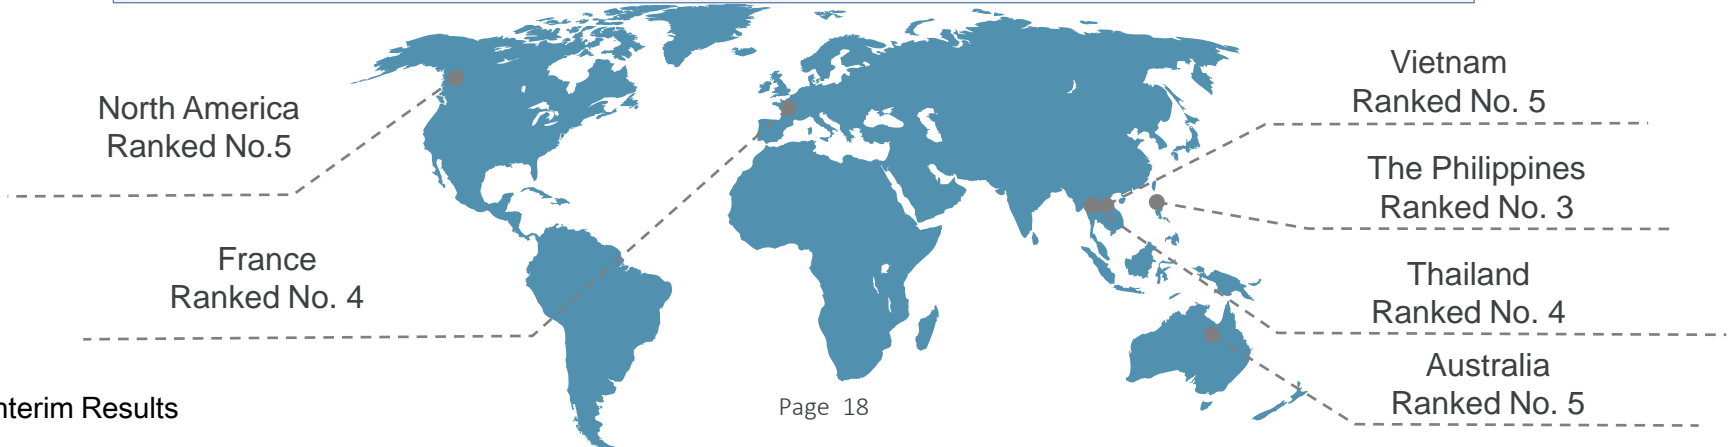 North America
Ranked No.5
France
Ranked No. 4
Vietnam
Ranked No. 5
The Philippines
Ranked No. 3
Thailand
Ranked No. 4
Australia
Ranked No. 5
Results
Page 18